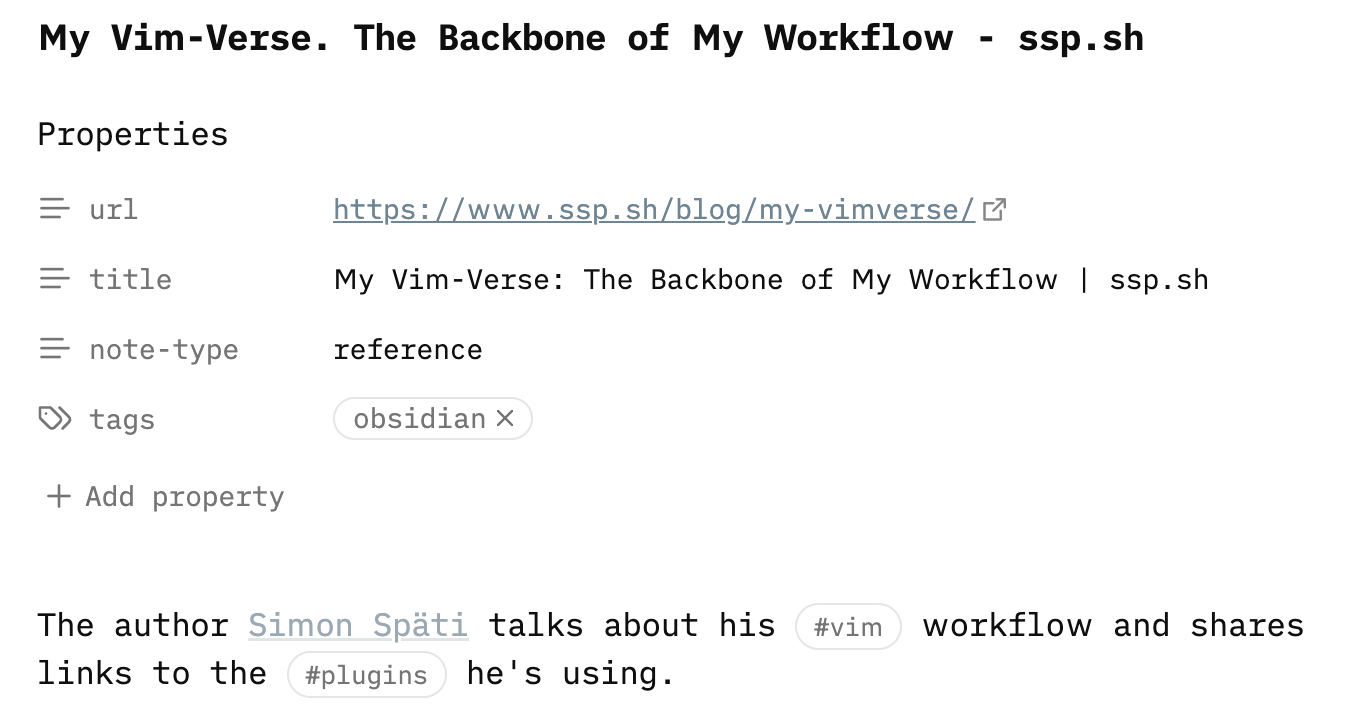 My Vim-Verse. The Backbone of My Workflow - ssp.sh
Properties
url https://www.ssp.sh/blog/my-vimverse/
title My Vim-Verse: The Backbone of My Workflow | ssp.sh
note-type reference
tags obsidian
Add property
The author Simon Späti talks about his #vim workflow and shares
links to the #plugins he's using.